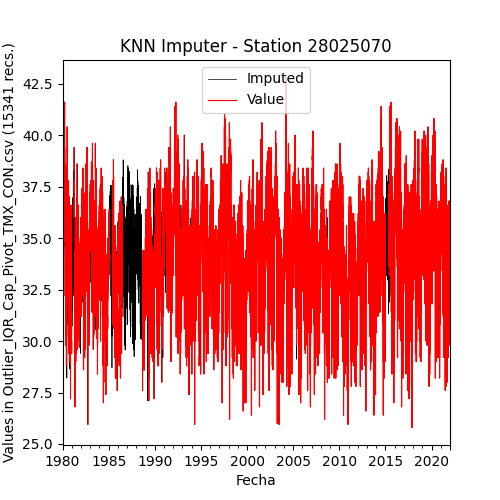 KNN Imputer - Station 28025070
Imputed
Value
Values in Outlier_IQR_Cap_Pivot_TMX_CON.csv (15341 recs.)
42.5
40.0
37.5
35.0
32.5
30.0
27.5
25.0
1980 1985 1990 1995 2000 2005 2010 2015 2020
Fecha